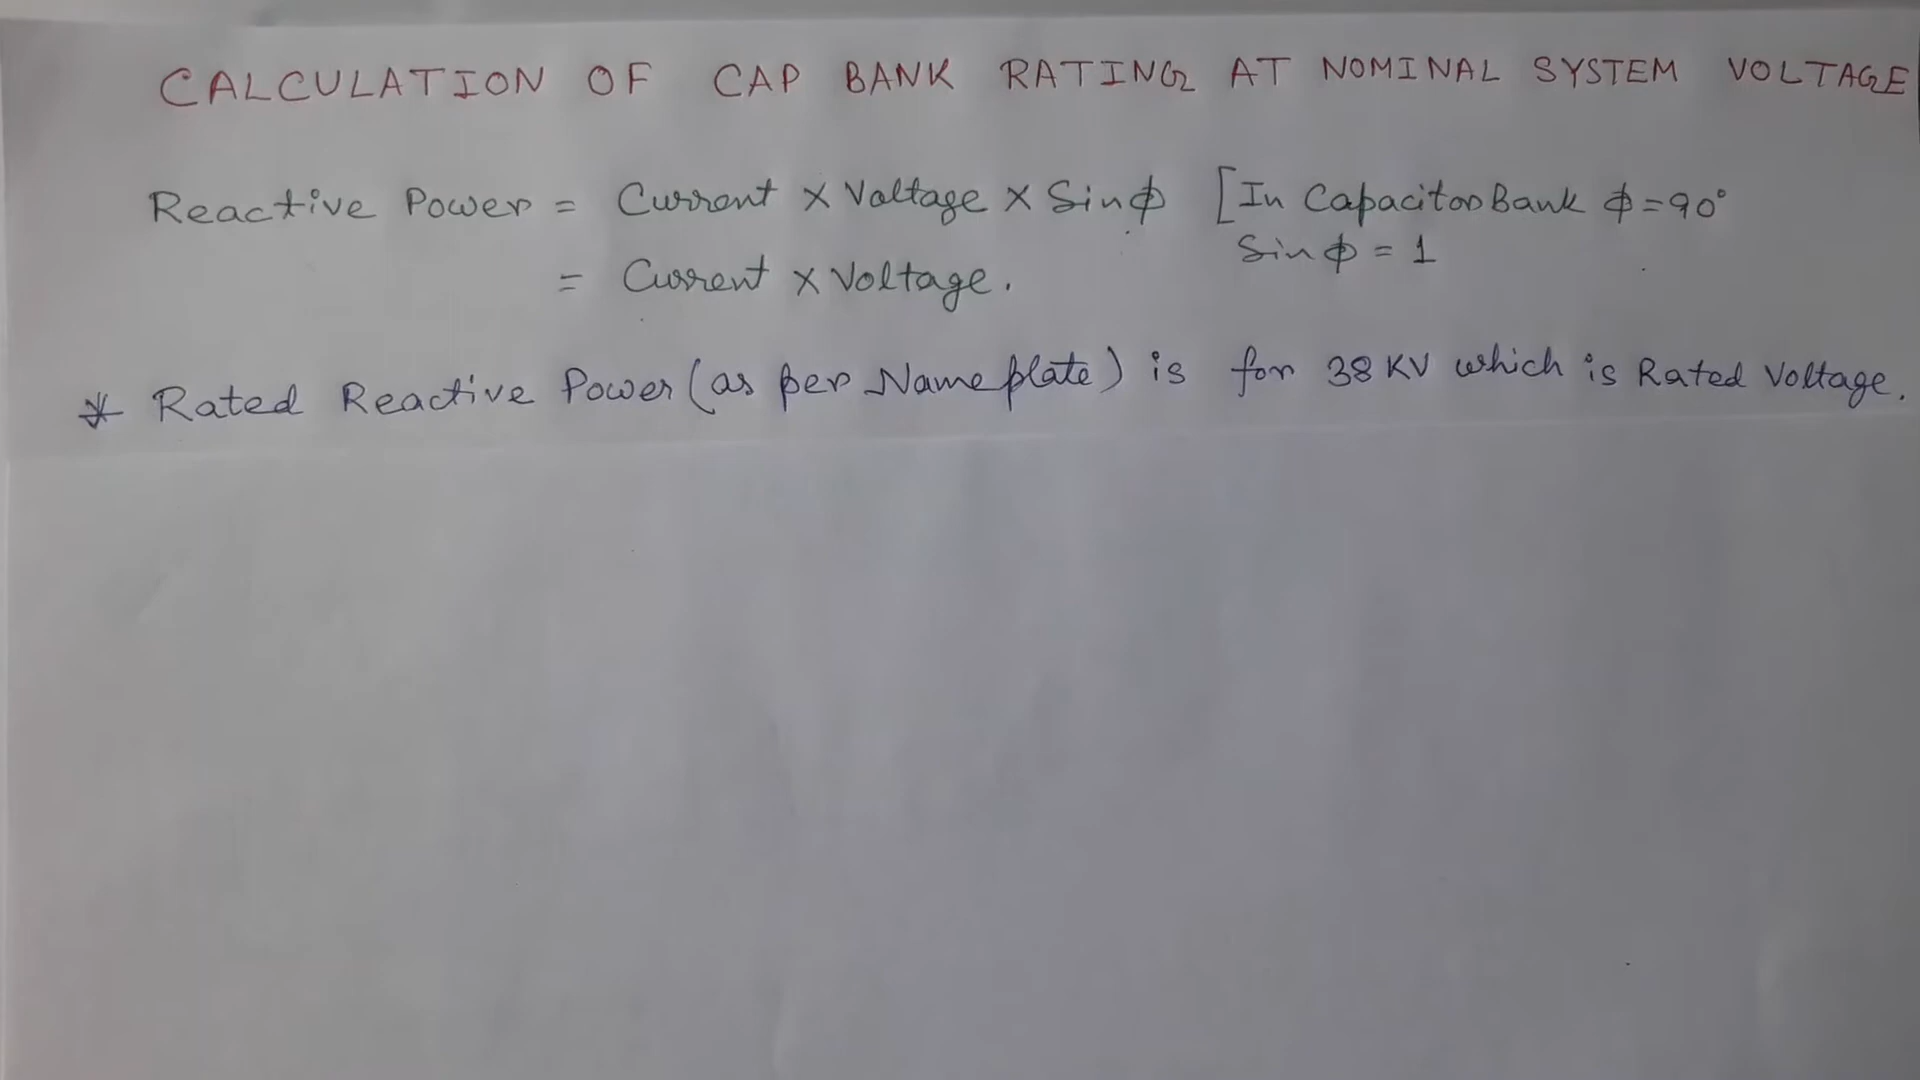 CALCULATION OF CAP BANK RATING AT NOMINAL SYSTEM VOLTAGE
Reactive Power = Current X Voltage X Sinϕ [In Capacitor Bank ϕ=90°
Sinϕ = 1
= Current X Voltage.
* Rated Reactive Power (as per Nameplate) is for 38 KV which is Rated Voltage.